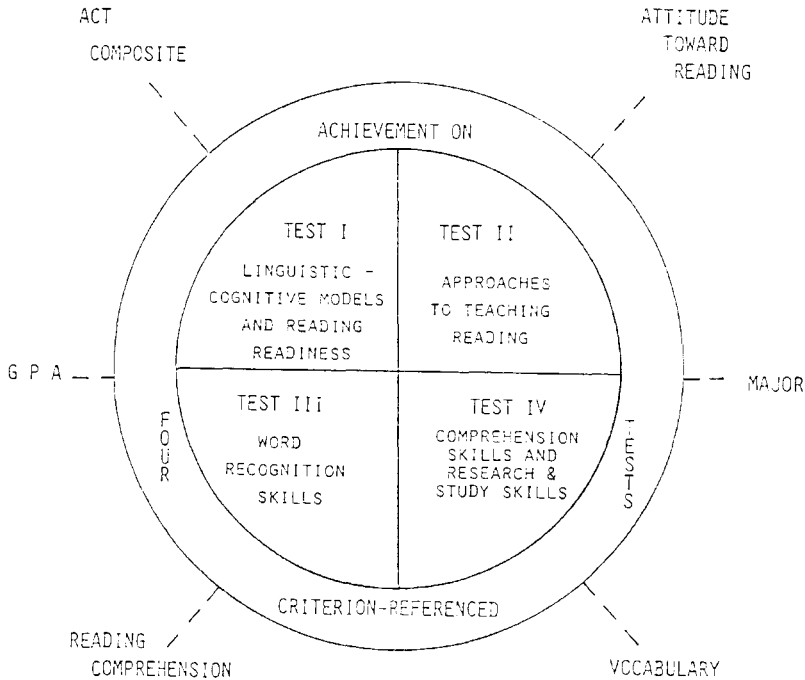 ACT
COMPOSITE
ATTITUDE
TOWARD
READING
ACHIEVEMENT ON
TEST I
LINGUISTIC -
COGNITIVE MODELS
AND READING
READINESS
TEST II
APPROACHES
TO TEACHING
READING
G P A
MAJOR
FOUR
TEST IIi
WORD
RECOGNITION
SKILLS
TEST IV
COMPREHENSION
SKILLS AND
RESEARCH &
STUDY SKILLS
TESTS
CRITERION-REFERENCED
READING
COMPREHENSION
VOCABULARY